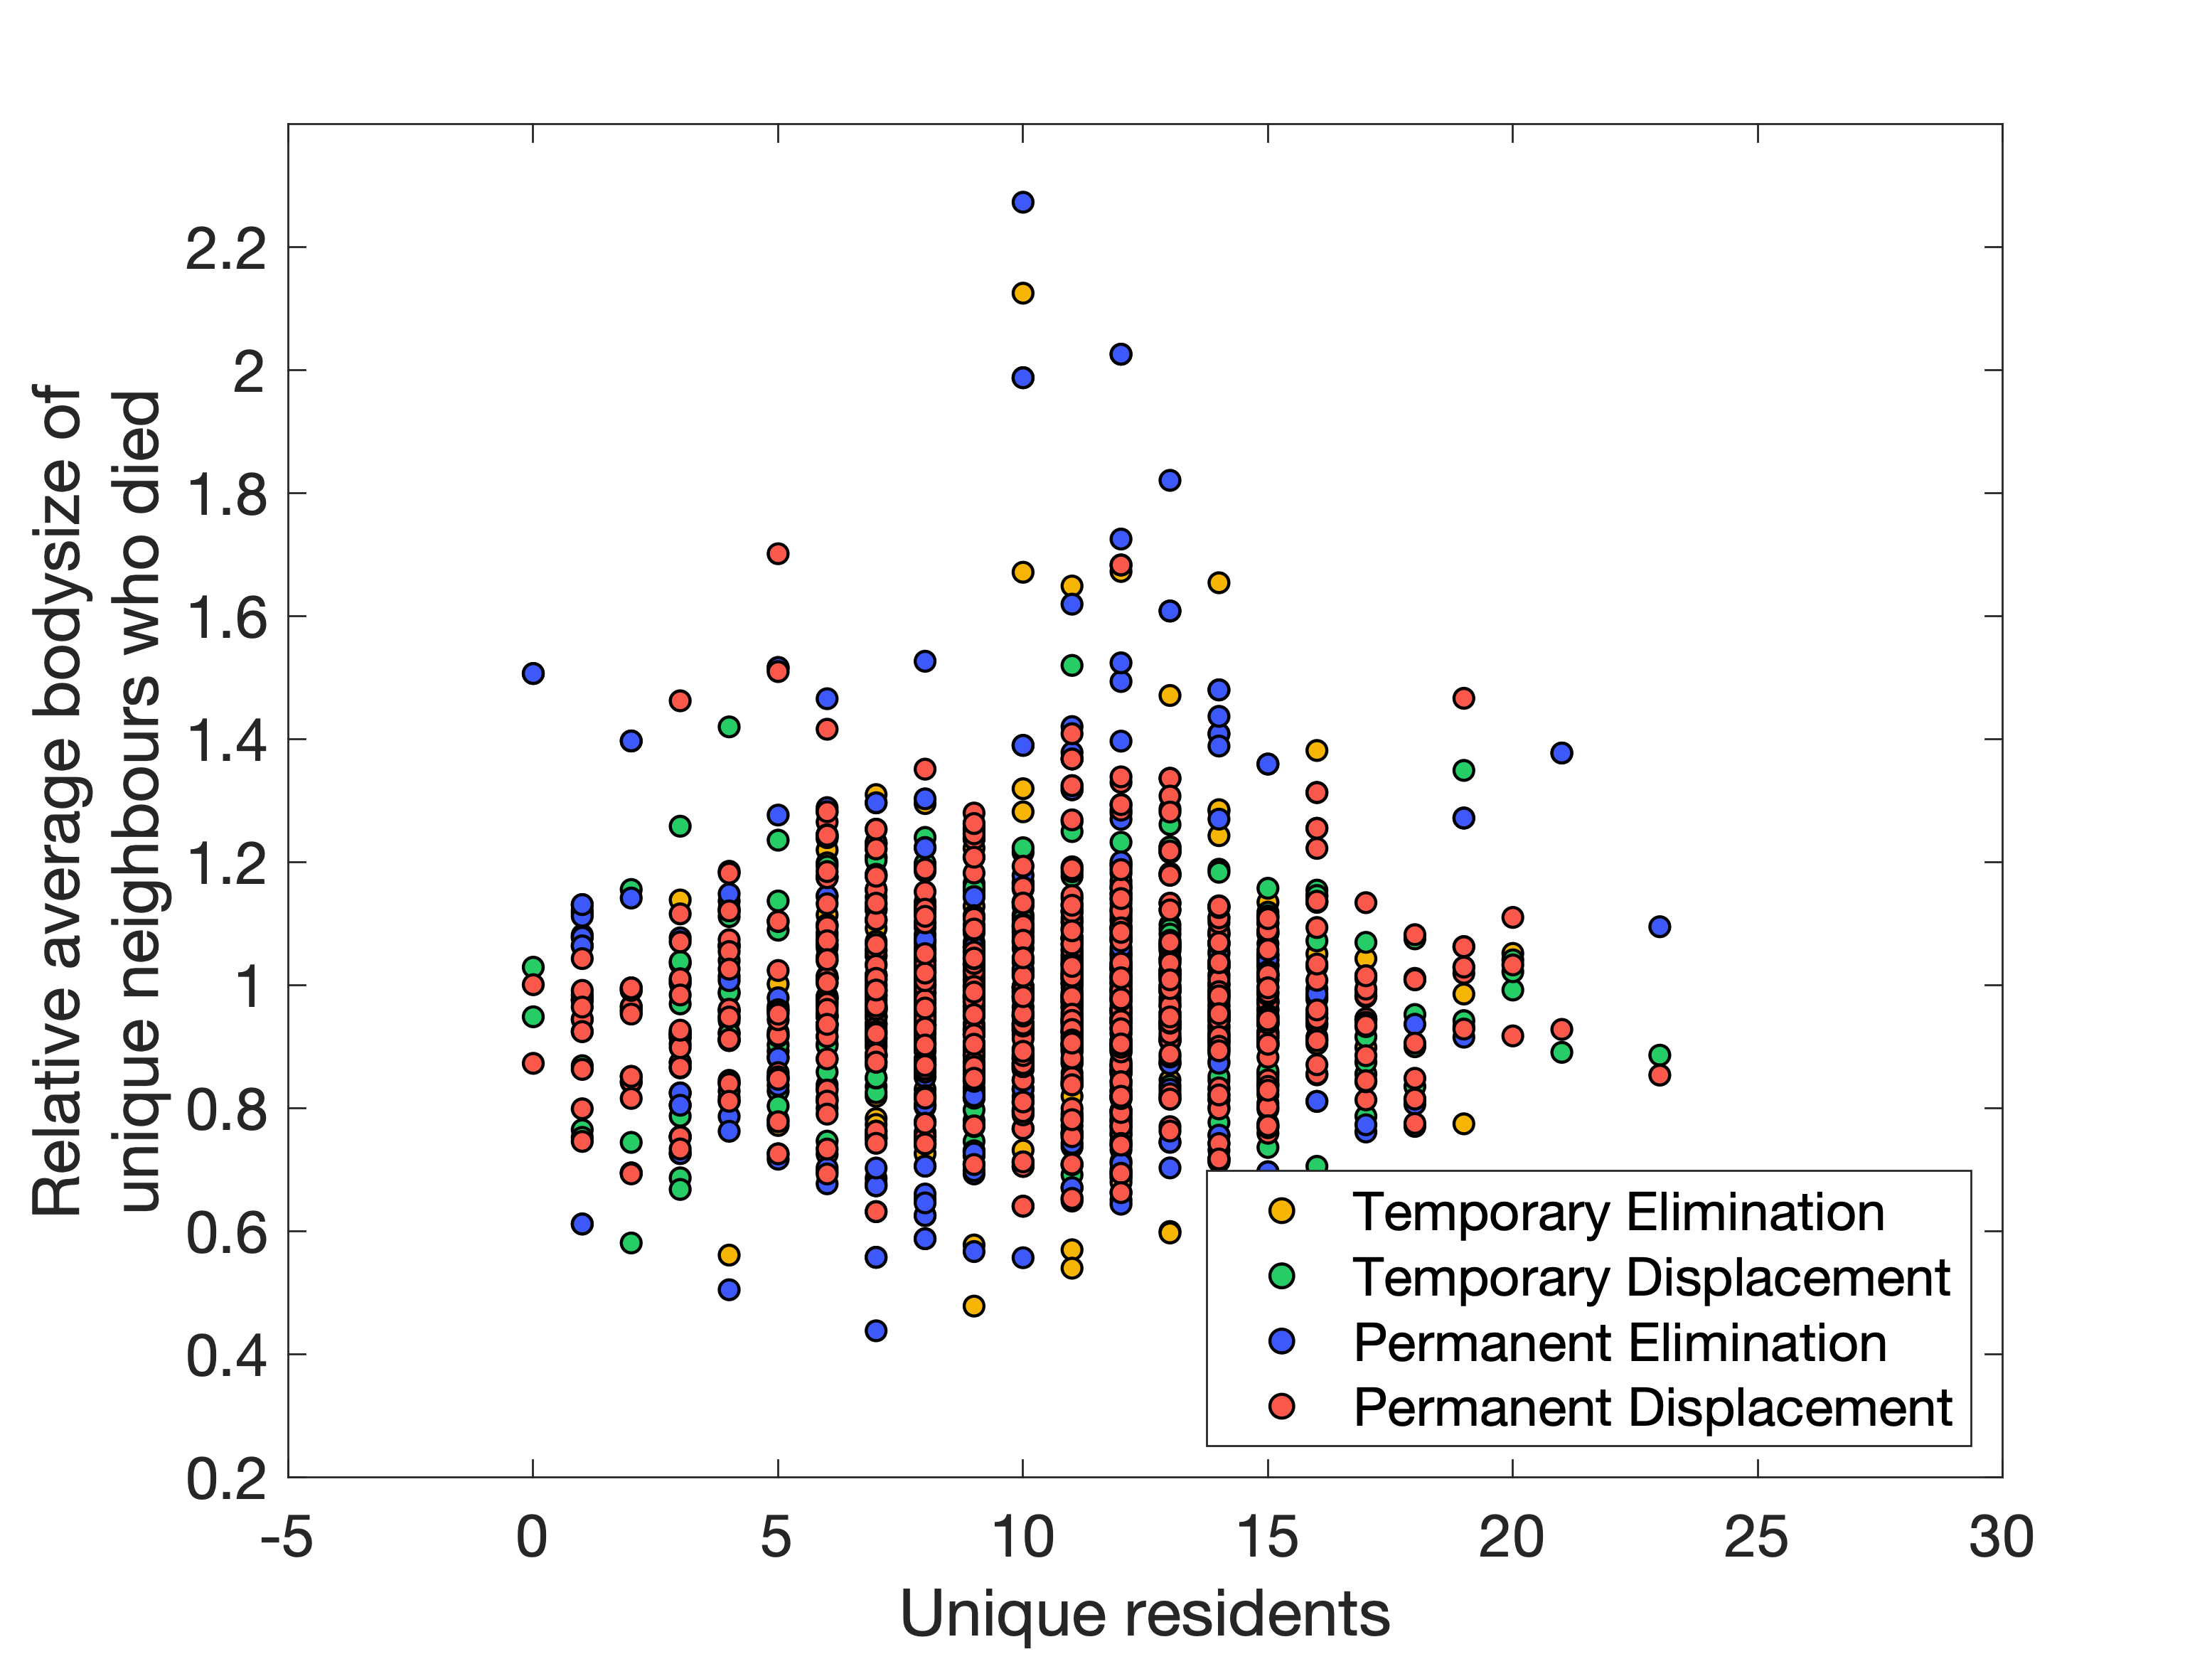 Relative average bodysize of
unique neighbours who died
2.2
2
1.8
1.6
1.4
1.2
1
0.8
0.6
0.4
0.2
-5 0 5 10 15 20 25 30
Unique residents
Temporary Elimination
Temporary Displacement
Permanent Elimination
Permanent Displacement